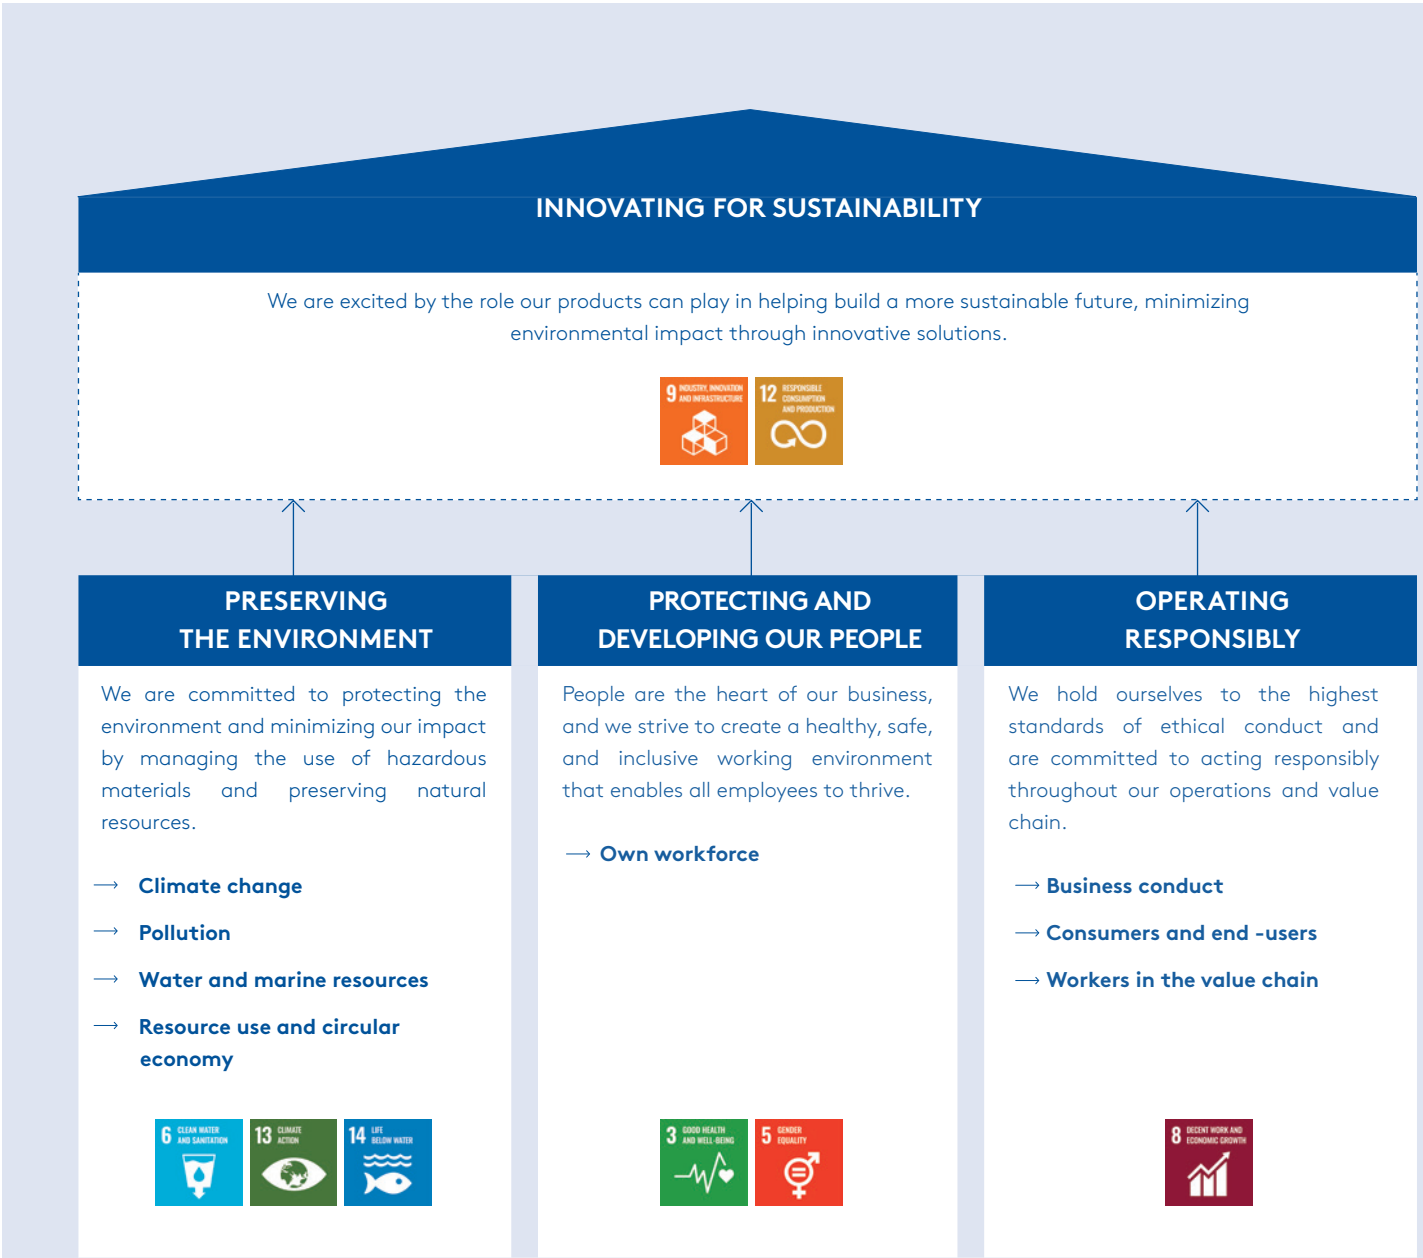 INNOVATING FOR SUSTAINABILITY
We are excited by the role our products can play in helping build a more sustainable future, minimizing
environmental impact through innovative solutions.
9 INDUSTRY, INNOVATION
AND INFRASTRUCTURE
12 RESPONSIBLE
CONSUMPTION
AND PRODUCTION
PRESERVING
THE ENVIRONMENT
We are committed to protecting the
environment and minimizing our impact
by managing the use of hazardous
materials and preserving natural
resources.
→ Climate change
→ Pollution
→ Water and marine resources
→ Resource use and circular
economy
6 CLEAN WATER
AND SANITATION
13 CLIMATE
ACTION
14 LIFE
BELOW WATER
PROTECTING AND
DEVELOPING OUR PEOPLE
People are the heart of our business,
and we strive to create a healthy, safe,
and inclusive working environment
that enables all employees to thrive.
→ Own workforce
3 GOOD HEALTH
AND WELL-BEING
5 GENDER
EQUALITY
OPERATING
RESPONSIBLY
We hold ourselves to the highest
standards of ethical conduct and
are committed to acting responsibly
throughout our operations and value
chain.
→ Business conduct
→ Consumers and end -users
→ Workers in the value chain
8 DECENT WORK AND
ECONOMIC GROWTH